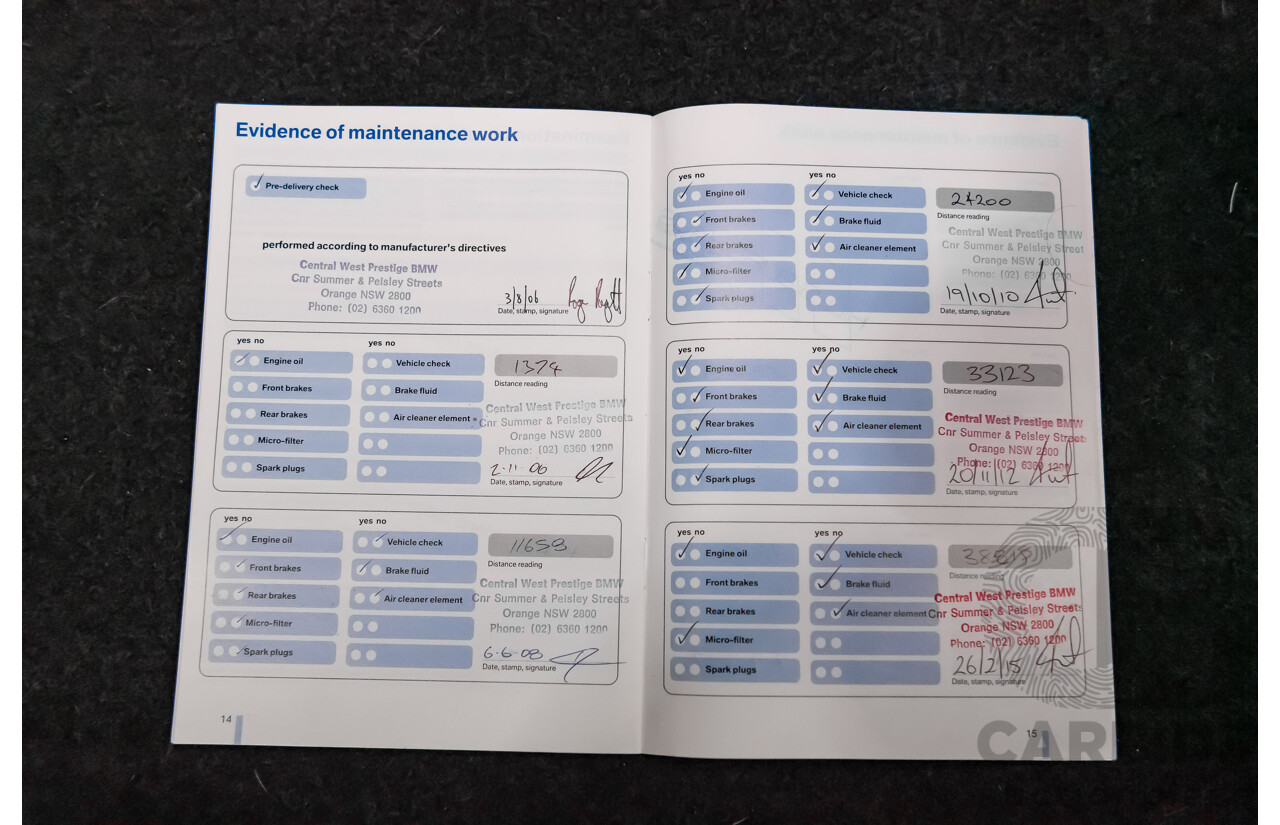 Evidence of maintenance work
Pre-delivery check
performed according to manufacturer's directives
Central West Prestige BMW
Cnr Summer & Peisley Streets
Orange NSW 2800
Phone: (02) 6360 1200
3/8/06
Date, stamp, signature
yes no
yes no
Engine oil
Vehicle check
1374
Distance reading
Front brakes
Brake fluid
Rear brakes
Air cleaner element
Central West Prestige BMW
Cnr Summer & Peisley Streets
Orange NSW 2800
Phone: (02) 6360 1200
Micro-filter
Spark plugs
2·11·06
Date, stamp, signature
yes no
yes no
Engine oil
Vehicle check
11659
Distance reading
Front brakes
Brake fluid
Rear brakes
Air cleaner element
Central West Prestige BMW
Cnr Summer & Peisley Streets
Orange NSW 2800
Phone: (02) 6360 1200
Micro-filter
Spark plugs
6·6·08
Date, stamp, signature
14
yes no
yes no
Engine oil
Vehicle check
24200
Distance reading
Front brakes
Brake fluid
Rear brakes
Air cleaner element
Central West Prestige BMW
Cnr Summer & Peisley Street
Orange NSW 2800
Phone: (02) 6360 1200
Micro-filter
Spark plugs
19/10/10
Date, stamp, signature
yes no
yes no
Engine oil
Vehicle check
33123
Distance reading
Front brakes
Brake fluid
Rear brakes
Air cleaner element
Central West Prestige BMW
Cnr Summer & Peisley Streets
Orange NSW 2800
Phone: (02) 6360 1200
Micro-filter
Spark plugs
20/11/12
Date, stamp, signature
yes no
yes no
Engine oil
Vehicle check
Distance reading
Front brakes
Brake fluid
Rear brakes
Air cleaner element
Central West Prestige BMW
Cnr Summer & Peisley Streets
Orange NSW 2800
Phone: (02) 6360 1200
Micro-filter
Spark plugs
26/2/15
Date, stamp, signature
15